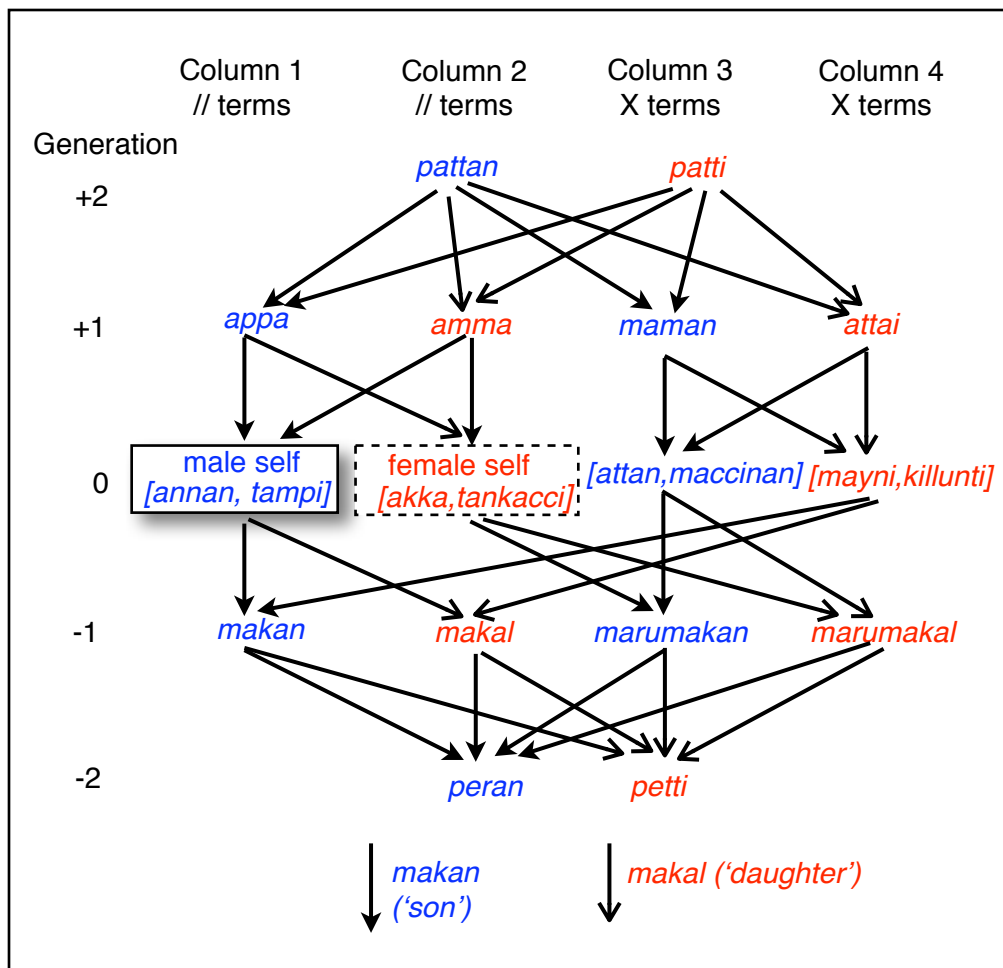 Column 1 Column 2 Column 3 Column 4
// terms // terms X terms X terms
Generation
pattan patti
+2
+1 appa amma maman attai
male self female self
0 [annan, tampi] [akka,tankacci] [attan,maccinan] [mayni,killunti]
-1 makan makal marumakan marumakal
-2 peran petti
makan makal (‘daughter’)
(‘son’)